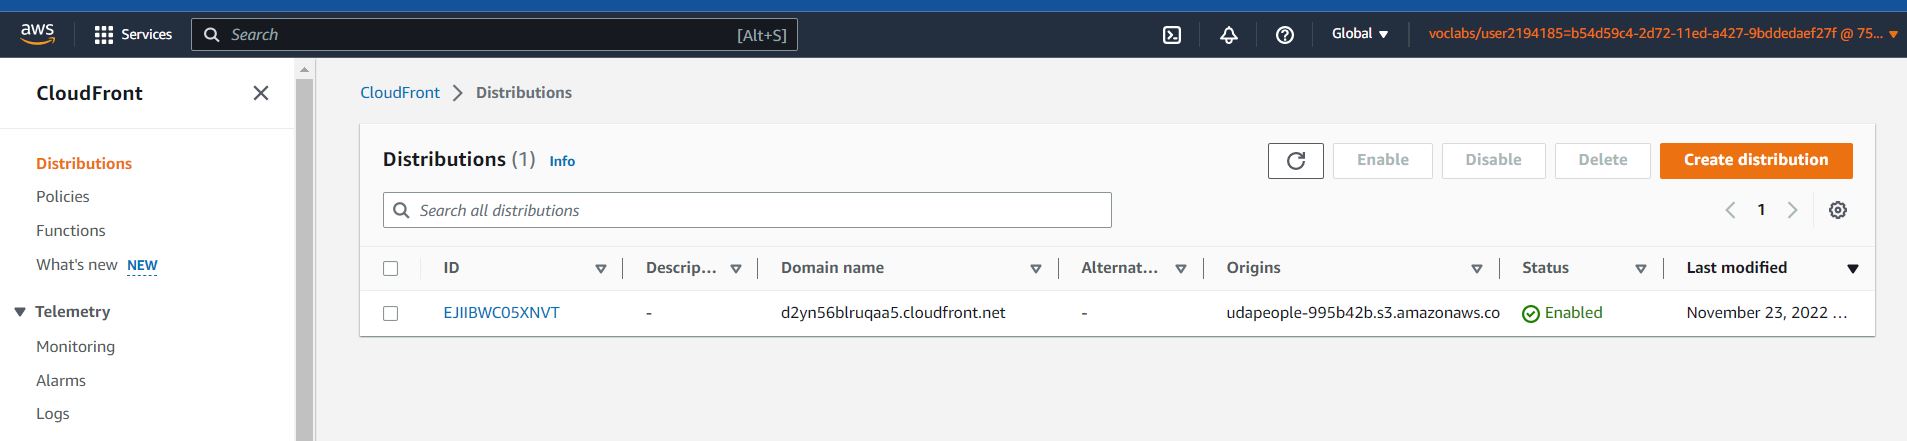 aws Services Search [Alt+S] Global voclabs/user2194185=b54d59c4-2d72-11ed-a427-9bddedaef27f @ 75...
CloudFront
Distributions
Policies
Functions
What's new NEW
Telemetry
Monitoring
Alarms
Logs
CloudFront Distributions
Distributions (1) Info Enable Disable Delete Create distribution
Search all distributions 1
ID Descrip... Domain name Alternat... Origins Status Last modified
EJIIBWC05XNVT - d2yn56blruqaa5.cloudfront.net - udapeople-995b42b.s3.amazonaws.co Enabled November 23, 2022 ...